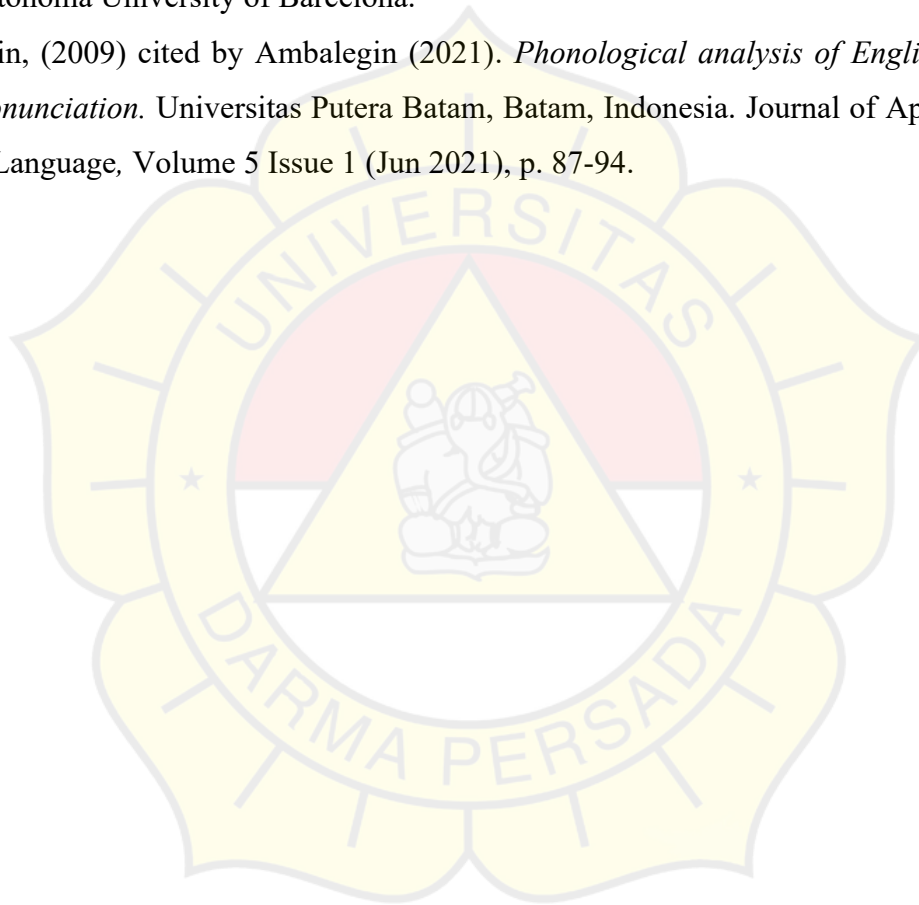 tonoma University of Barcelona.
in, (2009) cited by Ambalegin (2021). Phonological analysis of Engli
nunciation. Universitas Putera Batam, Batam, Indonesia. Journal of Ap
Language, Volume 5 Issue 1 (Jun 2021), p. 87-94.
UNIVERSITAS
DARMA PERSADA